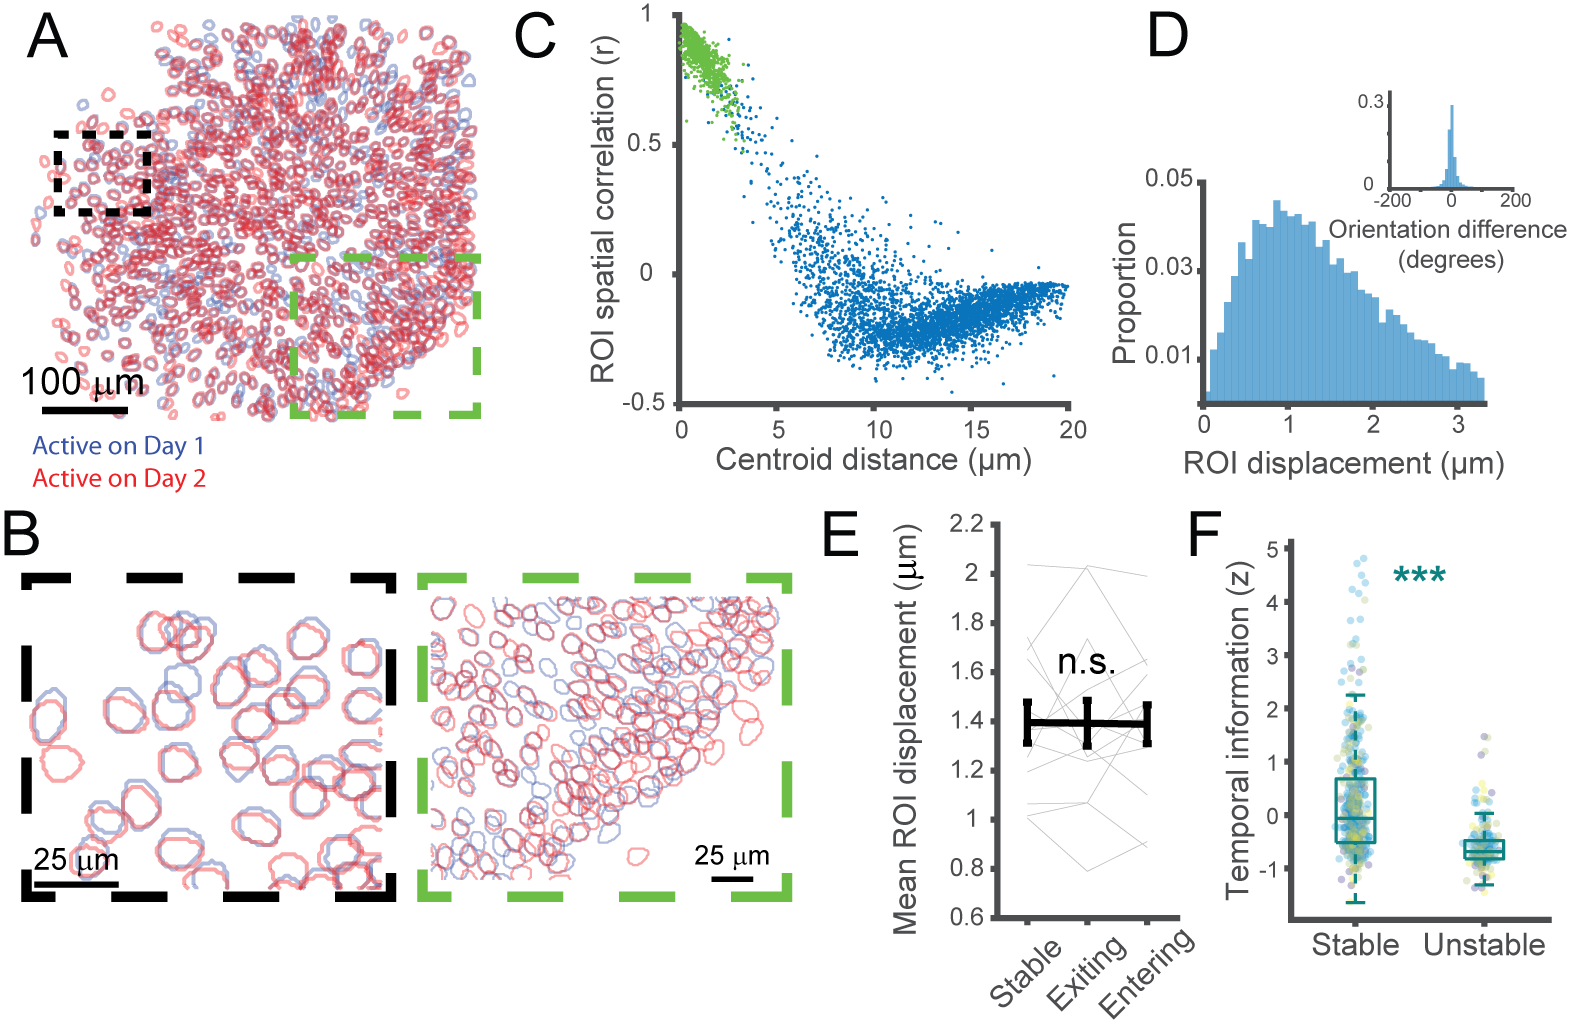 A
100 µm
Active on Day 1
Active on Day 2
B
25 µm
25 µm
C
ROI spatial correlation (r)
1
0.5
0
-0.5
0 5 10 15 20
Centroid distance (µm)
D
Proportion
0.05
0.03
0.01
0 1 2 3
ROI displacement (µm)
0.3
0
-200 0 200
Orientation difference
(degrees)
E
Mean ROI displacement (µm)
2.2
2
1.8
1.6
1.4
1.2
1
0.8
0.6
n.s.
Stable
Exiting
Entering
F
Temporal information (z)
5
4
3
2
1
0
-1
***
Stable Unstable